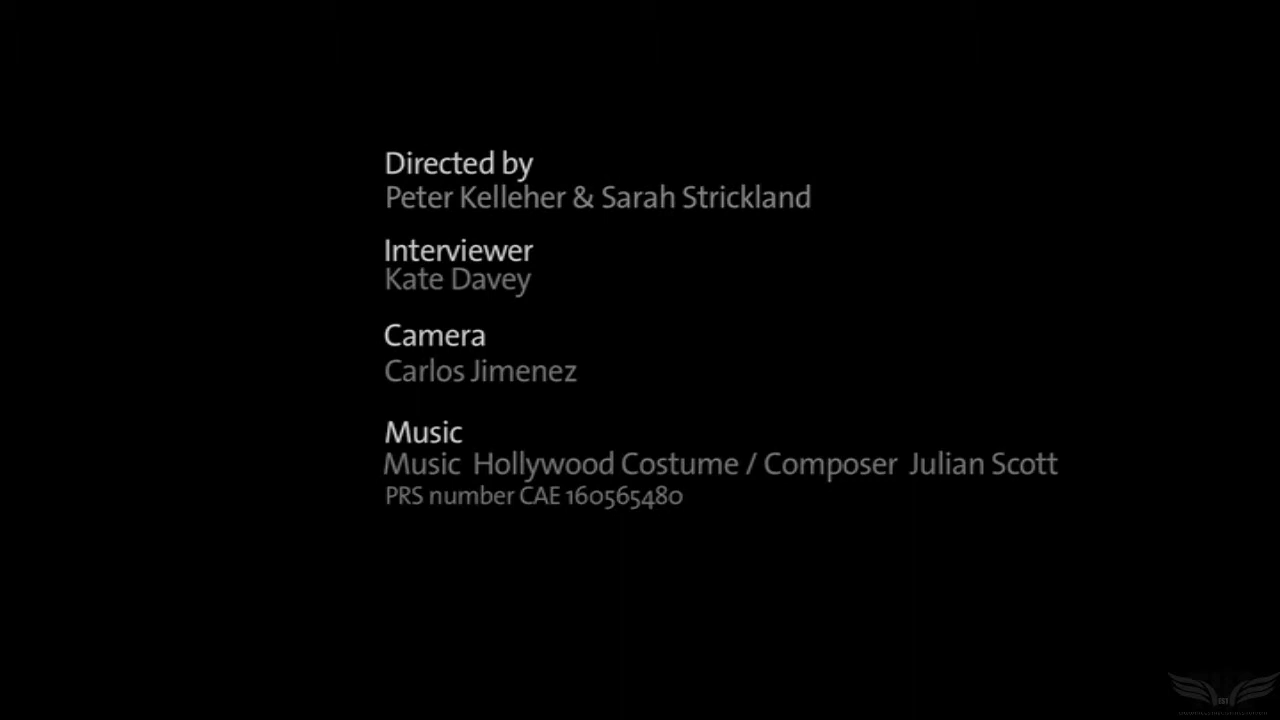 Directed by
Peter Kelleher & Sarah Strickland
Interviewer
Kate Davey
Camera
Carlos Jimenez
Music
Music Hollywood Costume / Composer Julian Scott
PRS number CAE 160565480